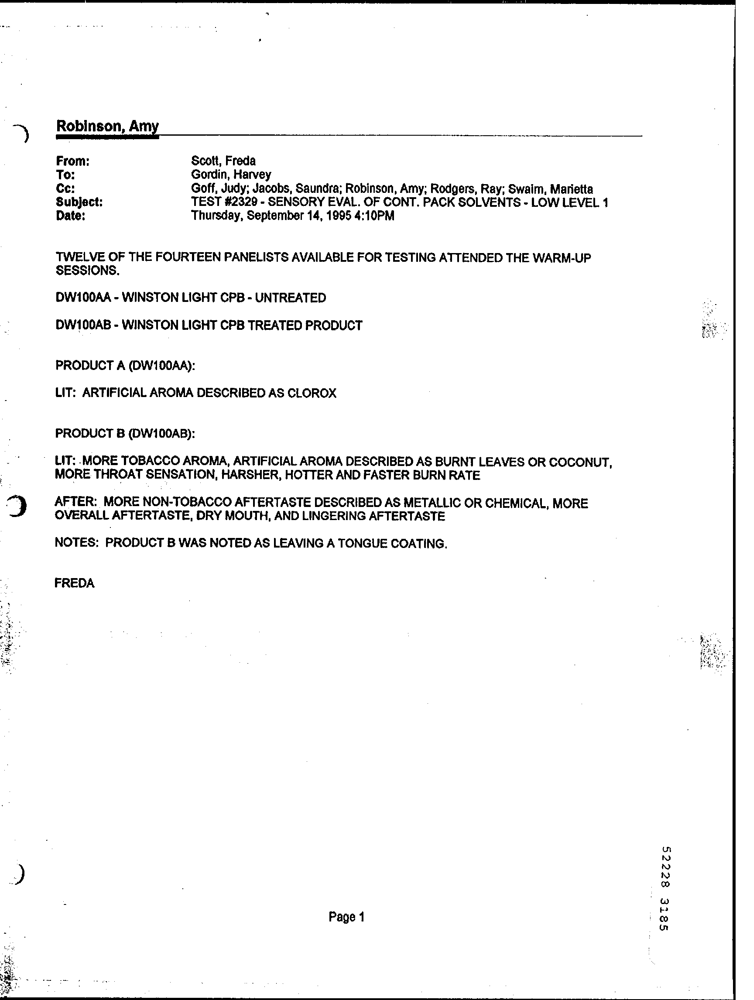 Robinson, Amy
From: Scott, Freda
To: Gordin, Harvey
Cc: Goff, Judy; Jacobs, Saundra; Robinson, Amy; Rodgers, Ray; Swaim, Marietta
Subject: TEST #2329 - SENSORY EVAL. OF CONT. PACK SOLVENTS - LOW LEVEL 1
Date: Thursday, September 14, 1995 4:10PM
TWELVE OF THE FOURTEEN PANELISTS AVAILABLE FOR TESTING ATTENDED THE WARM-UP
SESSIONS.
DW100AA - WINSTON LIGHT CPB - UNTREATED
DW100AB - WINSTON LIGHT CPB TREATED PRODUCT
PRODUCT A (DW100AA):
LIT: ARTIFICIAL AROMA DESCRIBED AS CLOROX
PRODUCT B (DW100AB):
LIT: MORE TOBACCO AROMA, ARTIFICIAL AROMA DESCRIBED AS BURNT LEAVES OR COCONUT,
MORE THROAT SENSATION, HARSHER, HOTTER AND FASTER BURN RATE
AFTER: MORE NON-TOBACCO AFTERTASTE DESCRIBED AS METALLIC OR CHEMICAL, MORE
OVERALL AFTERTASTE, DRY MOUTH, AND LINGERING AFTERTASTE
NOTES: PRODUCT B WAS NOTED AS LEAVING A TONGUE COATING.
FREDA
Page 1
52228 3185